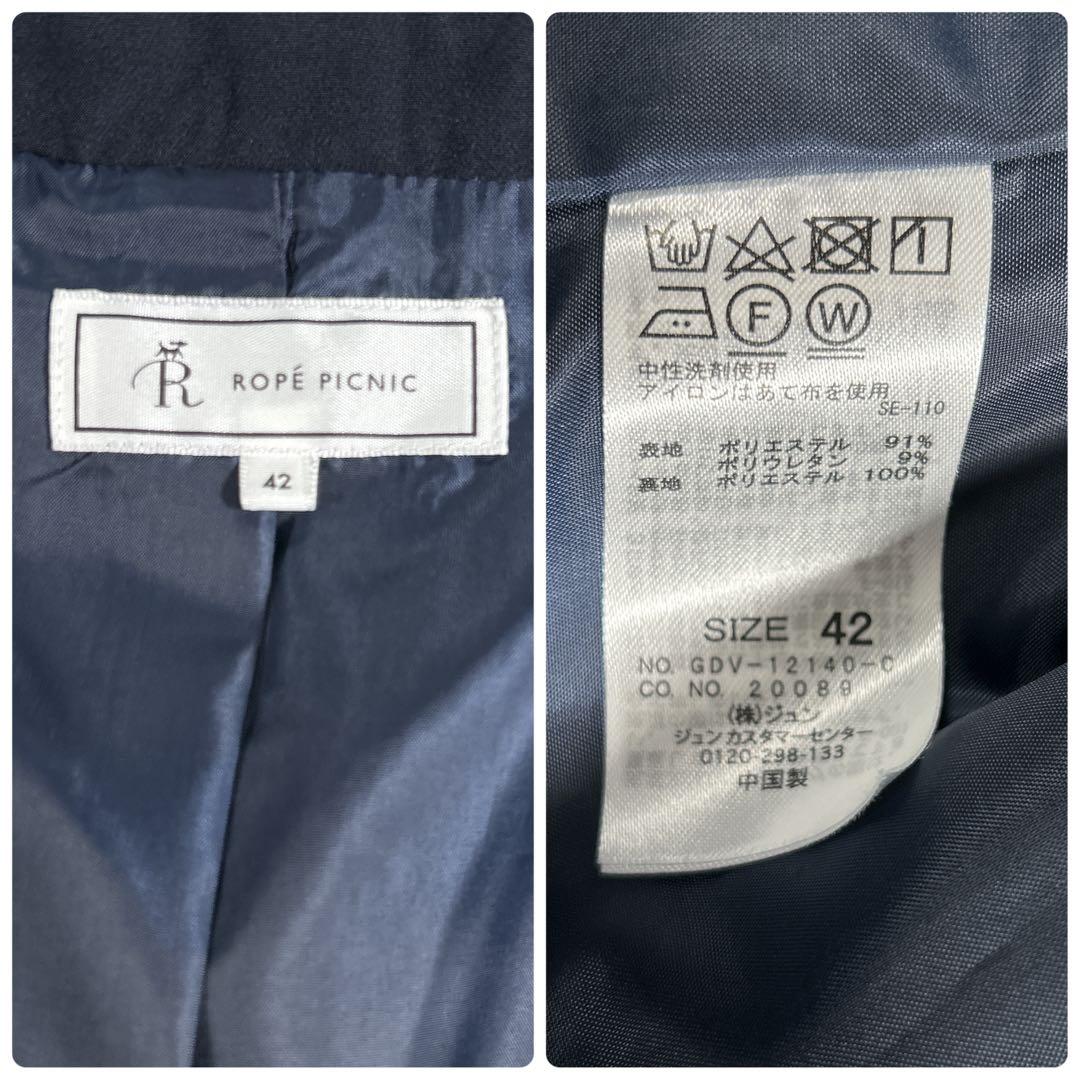 R ROPÉ PICNIC
42
F W
中性洗剤使用
アイロンはあて布を使用
SE-110
表地 ポリエステル 91%
ポリウレタン 9%
裏地 ポリエステル 100%
SIZE 42
NO. GDV-12140-C
CO. NO. 20089
(株)ジュン
ジュンカスタマーセンター
0120-298-133
中国製